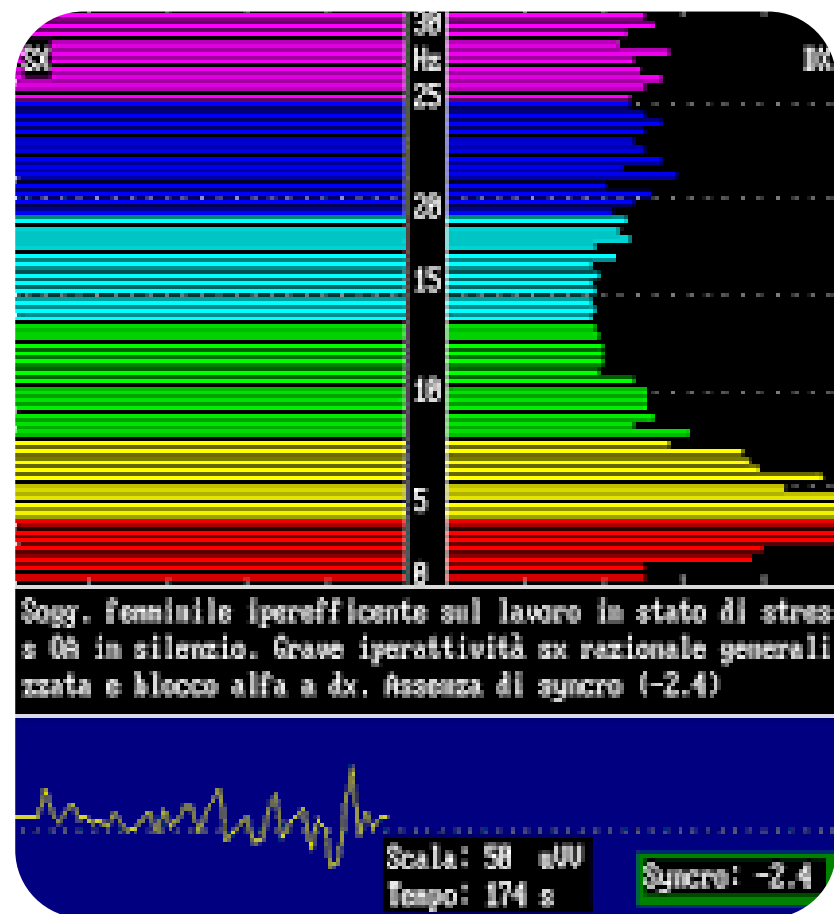 30
SX Hz DX
25
20
15
10
5
0
Sogg. femminile iperefficente sul lavoro in stato di stres
s OA in silenzio. Grave iperattività sx razionale generali
zzata e blocco alfa a dx. Assenza di syncro (-2.4)
Scala: 50 mVV
Tempo: 174 s
Syncro: -2.4